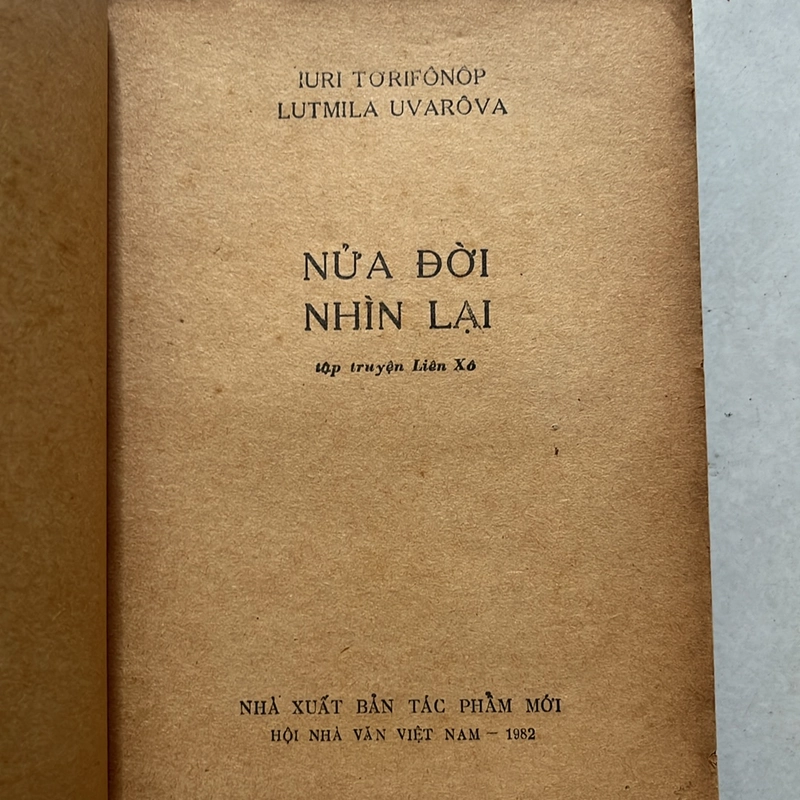 IURI TƠRIFÔNÔP
LUTMILA UVARÔVA
NỬA ĐỜI
NHÌN LẠI
tập truyện Liên Xô
NHÀ XUẤT BẢN TÁC PHẨM MỚI
HỘI NHÀ VĂN VIỆT NAM — 1982